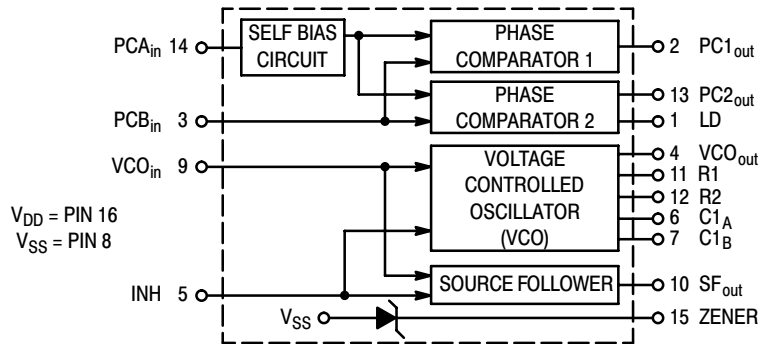 PCAin 14
SELF BIAS
CIRCUIT
PHASE
COMPARATOR 1
2 PC1out
PCBin 3
PHASE
COMPARATOR 2
13 PC2out
1 LD
VCOin 9
VOLTAGE
CONTROLLED
OSCILLATOR
(VCO)
4 VCOout
11 R1
12 R2
6 C1A
7 C1B
VDD = PIN 16
VSS = PIN 8
INH 5
SOURCE FOLLOWER
10 SFout
VSS
15 ZENER